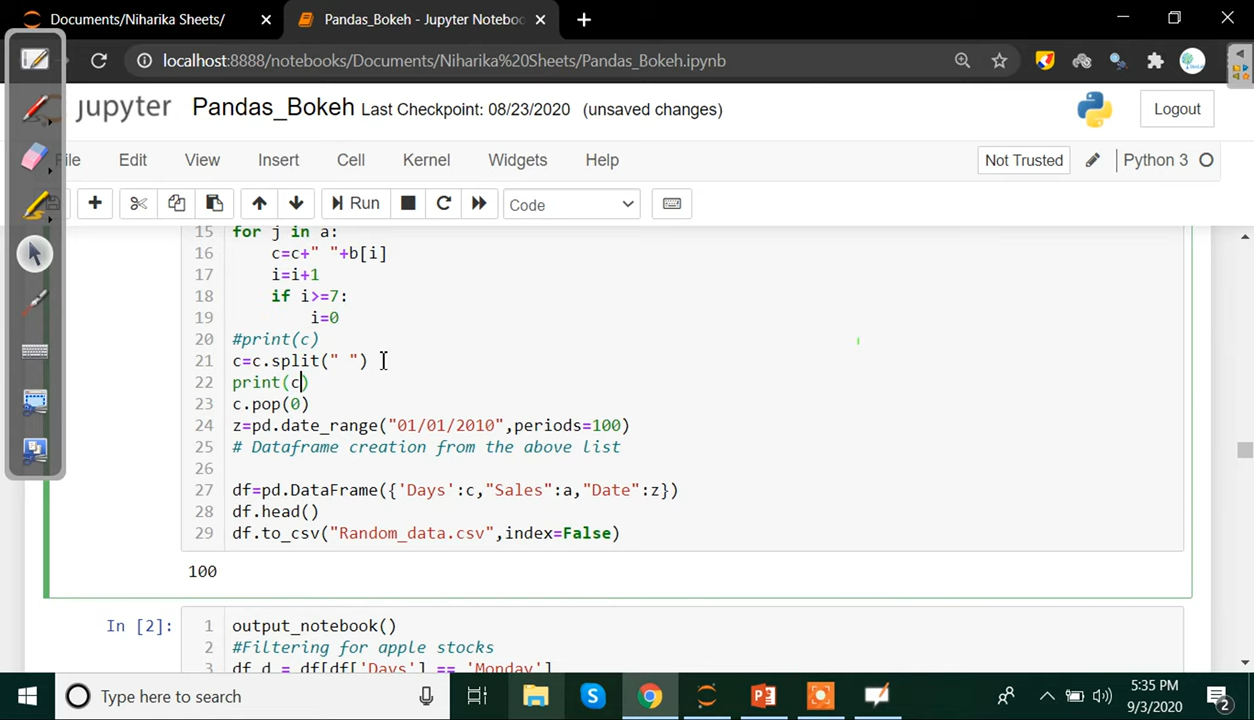 Documents/Niharika Sheets/
Pandas_Bokeh - Jupyter Noteboo
localhost:8888/notebooks/Documents/Niharika%20Sheets/Pandas_Bokeh.ipynb
jupyter Pandas_Bokeh Last Checkpoint: 08/23/2020 (unsaved changes)
Logout
File Edit View Insert Cell Kernel Widgets Help
Not Trusted
Python 3
Run
Code
15 for j in a:
16 c=c+" "+b[i]
17 i=i+1
18 if i>=7:
19 i=0
20 #print(c)
21 c=c.split(" ")
22 print(c)
23 c.pop(0)
24 z=pd.date_range("01/01/2010",periods=100)
25 # Dataframe creation from the above list
26
27 df=pd.DataFrame({'Days':c,"Sales":a,"Date":z})
28 df.head()
29 df.to_csv("Random_data.csv",index=False)
100
In [2]:
1 output_notebook()
2 #Filtering for apple stocks
3 df_d = df[df['Days'] == 'Monday']
Type here to search
5:35 PM
9/3/2020
2